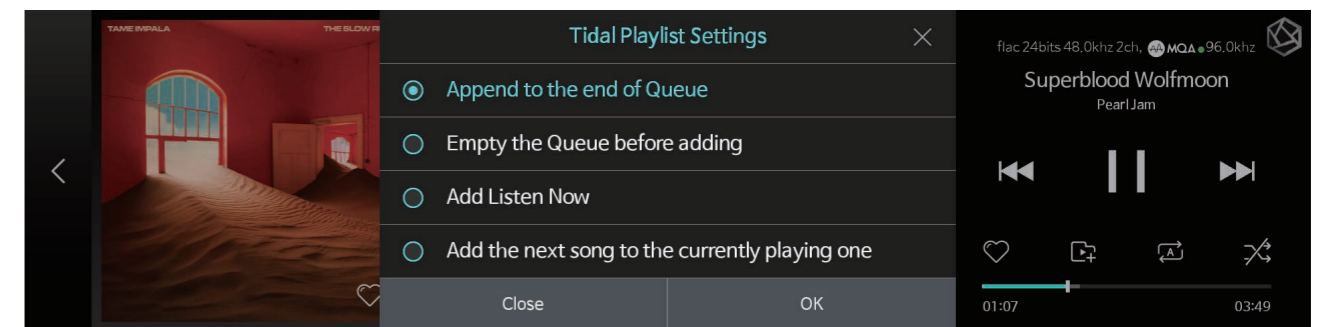 TAME IMPALA
THE SLOW R
Tidal Playlist Settings
Append to the end of Queue
Empty the Queue before adding
Add Listen Now
Add the next song to the currently playing one
Close
OK
flac 24bits 48,0khz 2ch, MQA 96.0khz
Superblood Wolfmoon
Pearl Jam
A
01:07
03:49